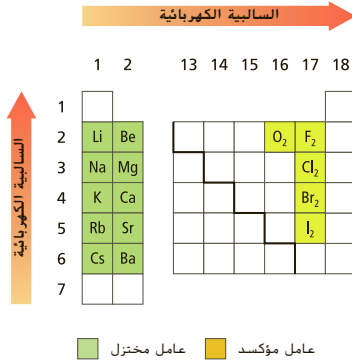 السالبية الكهربائية
1 2 13 14 15 16 17 18
السالبية الكهربائية
1
2 Li Be O₂ F₂
3 Na Mg Cl₂
4 K Ca Br₂
5 Rb Sr I₂
6 Cs Ba
7
عامل مختزل عامل مؤكسد